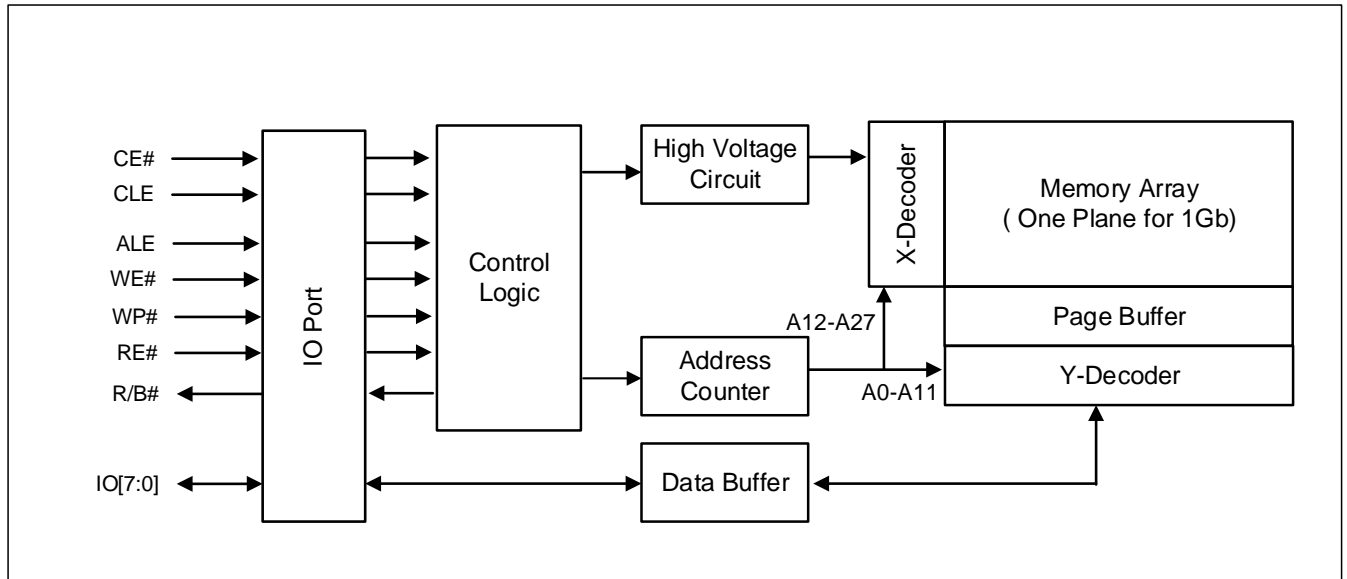 CE#
CLE
ALE
WE#
WP#
RE#
R/B#
IO[7:0]
IO Port
Control
Logic
High Voltage
Circuit
Address
Counter
Data Buffer
X-Decoder
A12-A27
A0-A11
Memory Array
( One Plane for 1Gb)
Page Buffer
Y-Decoder